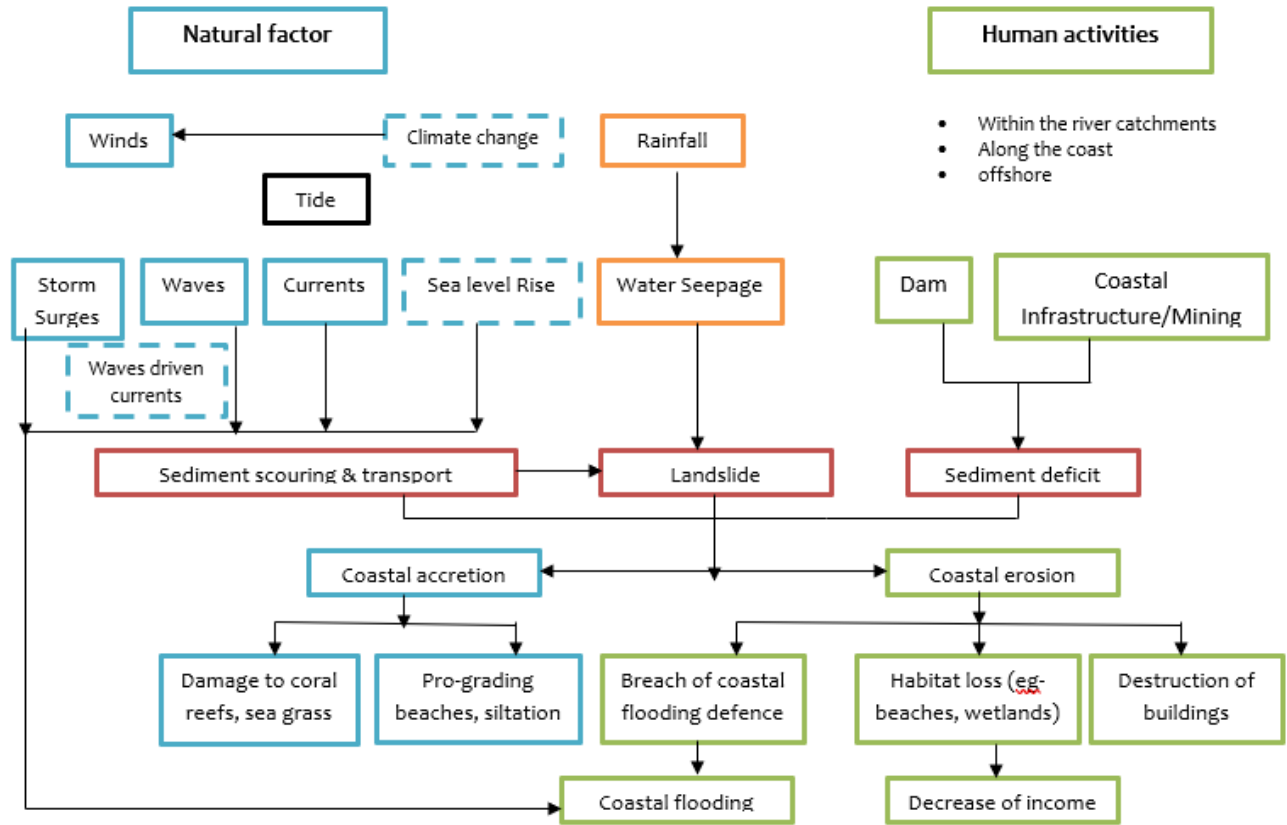 Natural factor
Human activities
Winds
Climate change
Rainfall
• Within the river catchments
• Along the coast
• offshore
Tide
Storm
Surges
Waves
Currents
Sea level Rise
Water Seepage
Dam
Coastal
Infrastructure/Mining
Waves driven
currents
Sediment scouring & transport
Landslide
Sediment deficit
Coastal accretion
Coastal erosion
Damage to coral
reefs, sea grass
Pro-grading
beaches, siltation
Breach of coastal
flooding defence
Habitat loss (eg-
beaches, wetlands)
Destruction of
buildings
Coastal flooding
Decrease of income